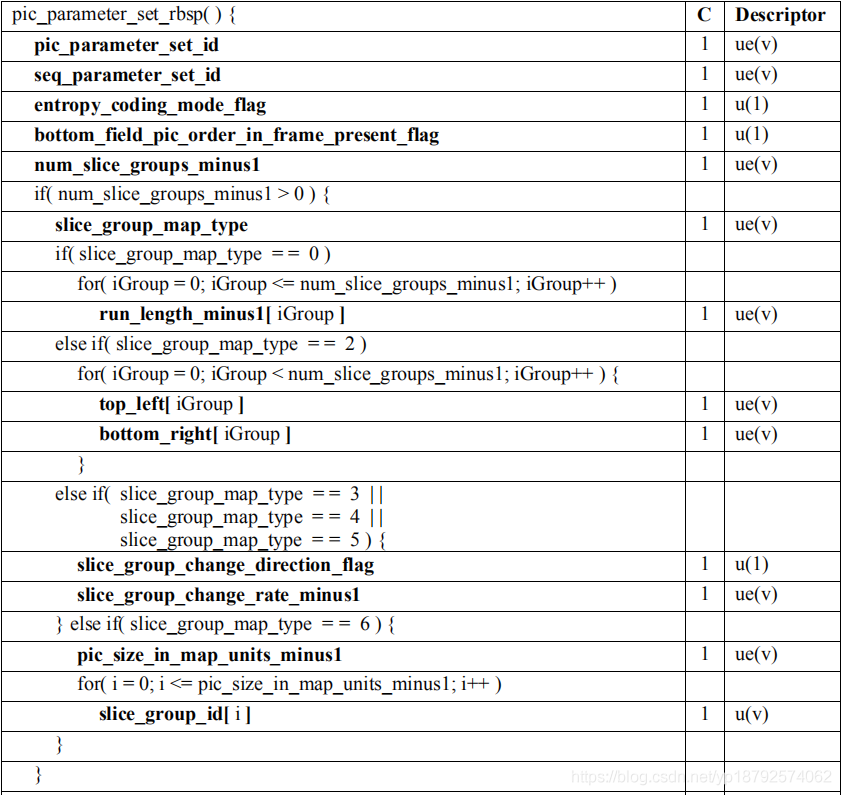 pic_parameter_set_rbsp( ) { C Descriptor
pic_parameter_set_id 1 ue(v)
seq_parameter_set_id 1 ue(v)
entropy_coding_mode_flag 1 u(1)
bottom_field_pic_order_in_frame_present_flag 1 u(1)
num_slice_groups_minus1 1 ue(v)
if( num_slice_groups_minus1 > 0 ) {
slice_group_map_type 1 ue(v)
if( slice_group_map_type = = 0 )
for( iGroup = 0; iGroup <= num_slice_groups_minus1; iGroup++ )
run_length_minus1[ iGroup ] 1 ue(v)
else if( slice_group_map_type = = 2 )
for( iGroup = 0; iGroup < num_slice_groups_minus1; iGroup++ ) {
top_left[ iGroup ] 1 ue(v)
bottom_right[ iGroup ] 1 ue(v)
}
else if( slice_group_map_type = = 3 ||
slice_group_map_type = = 4 ||
slice_group_map_type = = 5 ) {
slice_group_change_direction_flag 1 u(1)
slice_group_change_rate_minus1 1 ue(v)
} else if( slice_group_map_type = = 6 ) {
pic_size_in_map_units_minus1 1 ue(v)
for( i = 0; i <= pic_size_in_map_units_minus1; i++ )
slice_group_id[ i ] 1 u(v)
}
}
https://blog.csdn.net/yp18792574062